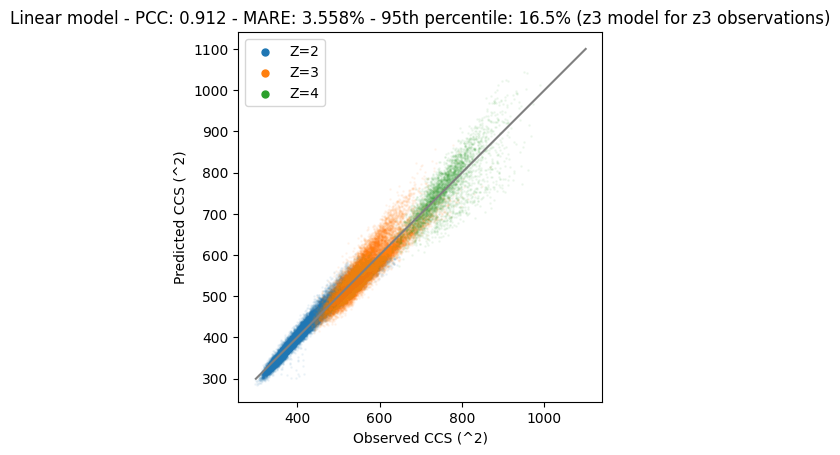 Linear model - PCC: 0.912 - MARE: 3.558% - 95th percentile: 16.5% (z3 model for z3 observations)
1100
1000
900
800
700
600
500
400
300
Z=2
Z=3
Z=4
Predicted CCS (^2)
400
600
800
1000
Observed CCS (^2)